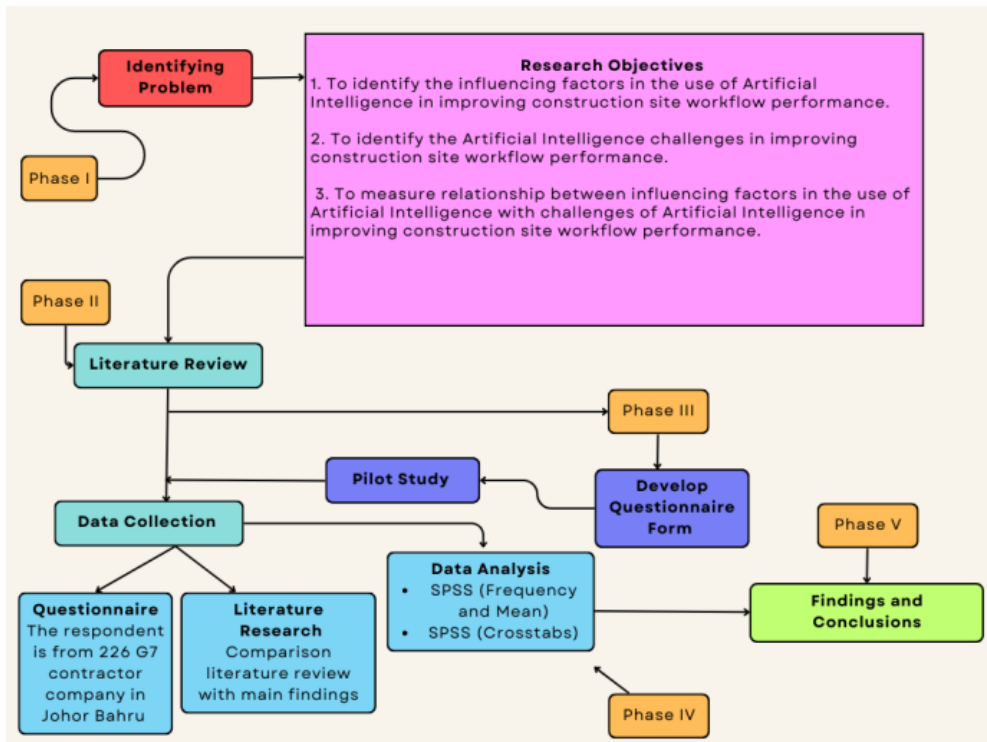 Identifying
Problem
Research Objectives
1. To identify the influencing factors in the use of Artificial
Intelligence in improving construction site workflow performance.
2. To identify the Artificial Intelligence challenges in improving
construction site workflow performance.
3. To measure relationship between influencing factors in the use of
Artificial Intelligence with challenges of Artificial Intelligence in
improving construction site workflow performance.
Phase I
Phase II
Literature Review
Phase III
Pilot Study
Develop
Questionnaire
Form
Data Collection
Phase V
Questionnaire
The respondent
is from 226 G7
contractor
company in
Johor Bahru
Literature
Research
Comparison
literature review
with main findings
Data Analysis
• SPSS (Frequency
and Mean)
• SPSS (Crosstabs)
Findings and
Conclusions
Phase IV